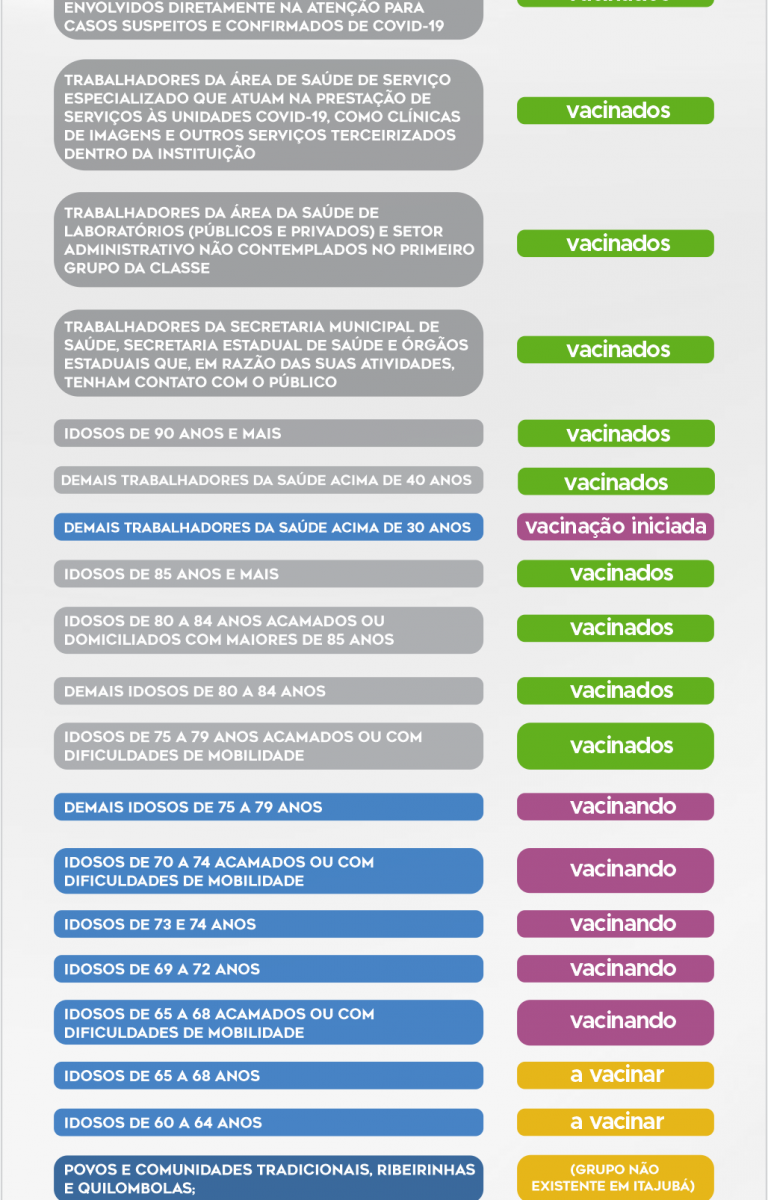 ENVOLVIDOS DIRETAMENTE NA ATENÇÃO PARA
CASOS SUSPEITOS E CONFIRMADOS DE COVID-19
TRABALHADORES DA ÁREA DE SAÚDE DE SERVIÇO
ESPECIALIZADO QUE ATUAM NA PRESTAÇÃO DE
SERVIÇOS ÀS UNIDADES COVID-19, COMO CLÍNICAS
DE IMAGENS E OUTROS SERVIÇOS TERCEIRIZADOS
DENTRO DA INSTITUIÇÃO
vacinados
TRABALHADORES DA ÁREA DA SAÚDE DE
LABORATÓRIOS (PÚBLICOS E PRIVADOS) E SETOR
ADMINISTRATIVO NÃO CONTEMPLADOS NO PRIMEIRO
GRUPO DA CLASSE
vacinados
TRABALHADORES DA SECRETARIA MUNICIPAL DE
SAÚDE, SECRETARIA ESTADUAL DE SAÚDE E ÓRGÃOS
ESTADUAIS QUE, EM RAZÃO DAS SUAS ATIVIDADES,
TENHAM CONTATO COM O PÚBLICO
vacinados
IDOSOS DE 90 ANOS E MAIS
vacinados
DEMAIS TRABALHADORES DA SAÚDE ACIMA DE 40 ANOS
vacinados
DEMAIS TRABALHADORES DA SAÚDE ACIMA DE 30 ANOS
vacinação iniciada
IDOSOS DE 85 ANOS E MAIS
vacinados
IDOSOS DE 80 A 84 ANOS ACAMADOS OU
DOMICILIADOS COM MAIORES DE 85 ANOS
vacinados
DEMAIS IDOSOS DE 80 A 84 ANOS
vacinados
IDOSOS DE 75 A 79 ANOS ACAMADOS OU COM
DIFICULDADES DE MOBILIDADE
vacinados
DEMAIS IDOSOS DE 75 A 79 ANOS
vacinando
IDOSOS DE 70 A 74 ACAMADOS OU COM
DIFICULDADES DE MOBILIDADE
vacinando
IDOSOS DE 73 E 74 ANOS
vacinando
IDOSOS DE 69 A 72 ANOS
vacinando
IDOSOS DE 65 A 68 ACAMADOS OU COM
DIFICULDADES DE MOBILIDADE
vacinando
IDOSOS DE 65 A 68 ANOS
a vacinar
IDOSOS DE 60 A 64 ANOS
a vacinar
POVOS E COMUNIDADES TRADICIONAIS, RIBEIRINHAS
E QUILOMBOLAS;
(GRUPO NÃO
EXISTENTE EM ITAJUBÁ)